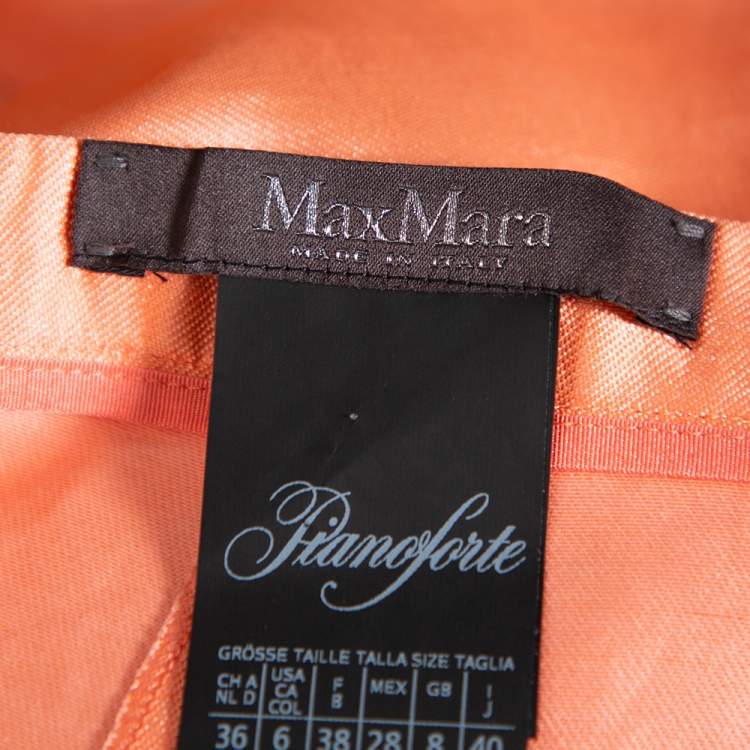 MaxMara
MADE IN ITALY
Pianoforte
GRÖSSE TAILLE TALLA SIZE TAGLIA
CH A NL D USA CA COL F B MEX GB I J
36 6 38 28 8 40